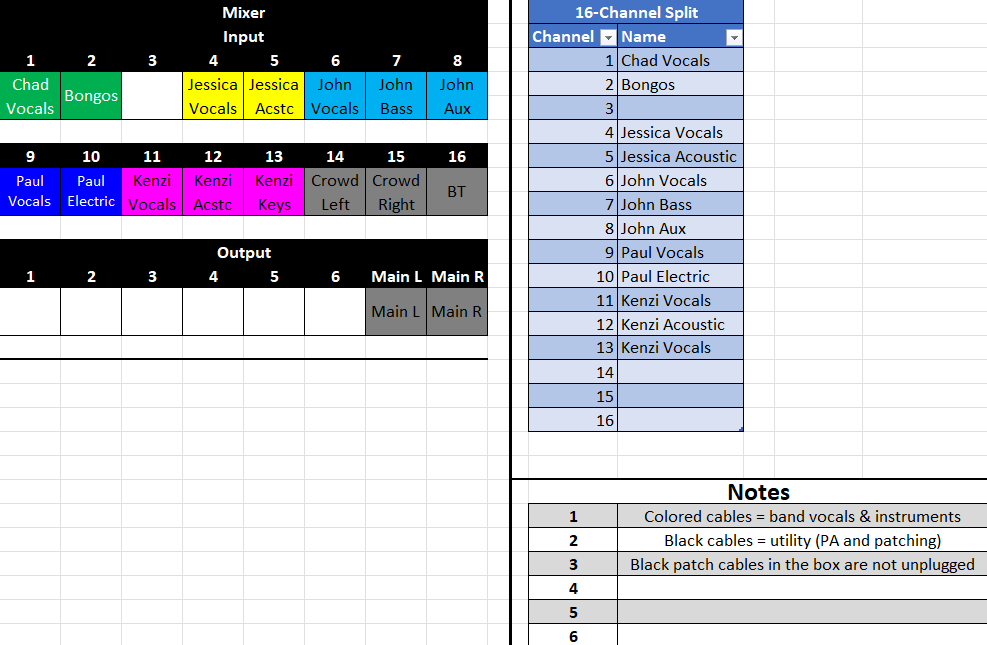 Mixer
Input
1 2 3 4 5 6 7 8
Chad Vocals Bongos Jessica Vocals Jessica Acstc John Vocals John Bass John Aux
9 10 11 12 13 14 15 16
Paul Vocals Paul Electric Kenzi Vocals Kenzi Acstc Kenzi Keys Crowd Left Crowd Right BT
Output
1 2 3 4 5 6 Main L Main R
Main L Main R
16-Channel Split
Channel Name
1 Chad Vocals
2 Bongos
3
4 Jessica Vocals
5 Jessica Acoustic
6 John Vocals
7 John Bass
8 John Aux
9 Paul Vocals
10 Paul Electric
11 Kenzi Vocals
12 Kenzi Acoustic
13 Kenzi Vocals
14
15
16
Notes
1 Colored cables = band vocals & instruments
2 Black cables = utility (PA and patching)
3 Black patch cables in the box are not unplugged
4
5
6